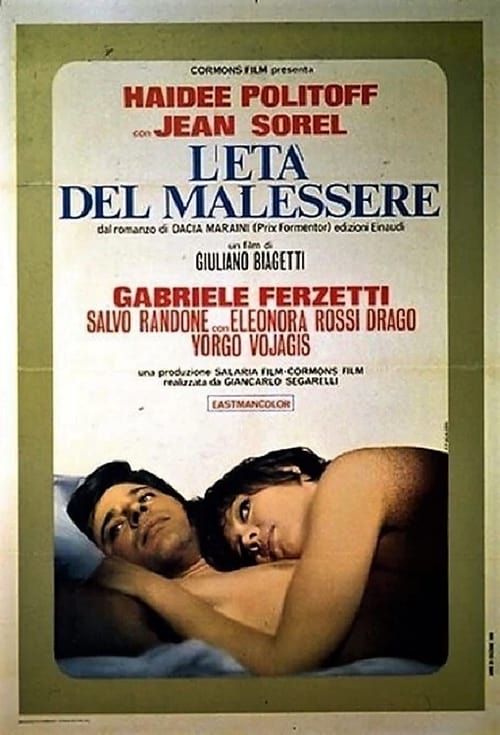 CORMONS FILM presenta
HAIDEE POLITOFF
con JEAN SOREL
L'ETÀ
DEL MALESSERE
dal romanzo di DACIA MARAINI (Prix Formentor) edizioni Einaudi
un film di
GIULIANO BIAGETTI
GABRIELE FERZETTI
SALVO RANDONE con ELEONORA ROSSI DRAGO
YORGO VOJAGIS
una produzione SALARIA FILM-CORMONS FILM
realizzata da GIANCARLO SEGARELLI
EASTMANCOLOR